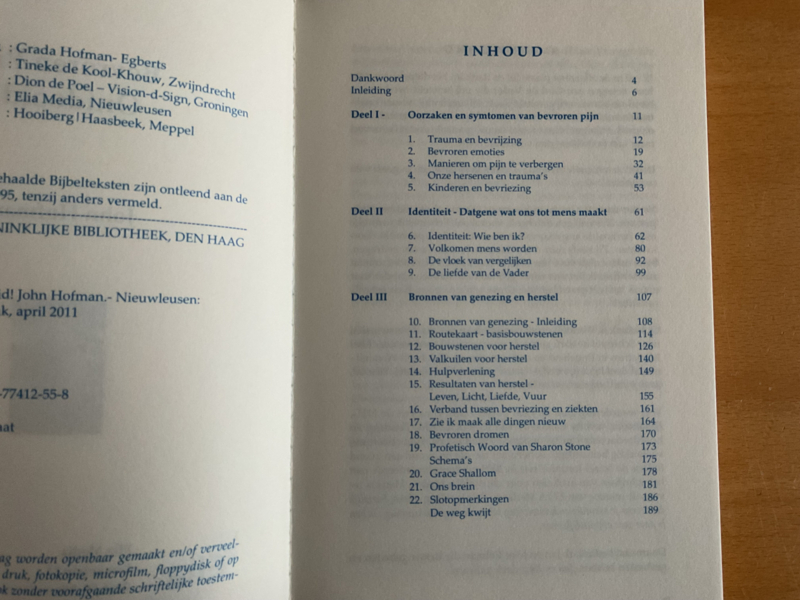 : Grada Hofman- Egberts
: Tineke de Kool-Khouw, Zwijndrecht
: Dion de Poel – Vision-d-Sign, Groningen
: Elia Media, Nieuwleusen
: Hooiberg|Haasbeek, Meppel
ehaalde Bijbelteksten zijn ontleend aan de
95, tenzij anders vermeld.
NINKLIJKE BIBLIOTHEEK, DEN HAAG
d! John Hofman.- Nieuwleusen:
k, april 2011
-77412-55-8
aat
ag worden openbaar gemaakt en/of verveel-
druk, fotokopie, microfilm, floppydisk of op
ok zonder voorafgaande schriftelijke toestem-
INHOUD
Dankwoord 4
Inleiding 6
Deel I - Oorzaken en symtomen van bevroren pijn 11
1. Trauma en bevrijzing 12
2. Bevroren emoties 19
3. Manieren om pijn te verbergen 32
4. Onze hersenen en trauma's 41
5. Kinderen en bevriezing 53
Deel II Identiteit - Datgene wat ons tot mens maakt 61
6. Identiteit: Wie ben ik? 62
7. Volkomen mens worden 80
8. De vloek van vergelijken 92
9. De liefde van de Vader 99
Deel III Bronnen van genezing en herstel 107
10. Bronnen van genezing - Inleiding 108
11. Routekaart - basisbouwstenen 114
12. Bouwstenen voor herstel 126
13. Valkuilen voor herstel 140
14. Hulpverlening 149
15. Resultaten van herstel -
Leven, Licht, Liefde, Vuur 155
16. Verband tussen bevriezing en ziekten 161
17. Zie ik maak alle dingen nieuw 164
18. Bevroren dromen 170
19. Profetisch Woord van Sharon Stone 173
Schema's 175
20. Grace Shallom 178
21. Ons brein 181
22. Slotopmerkingen 186
De weg kwijt 189